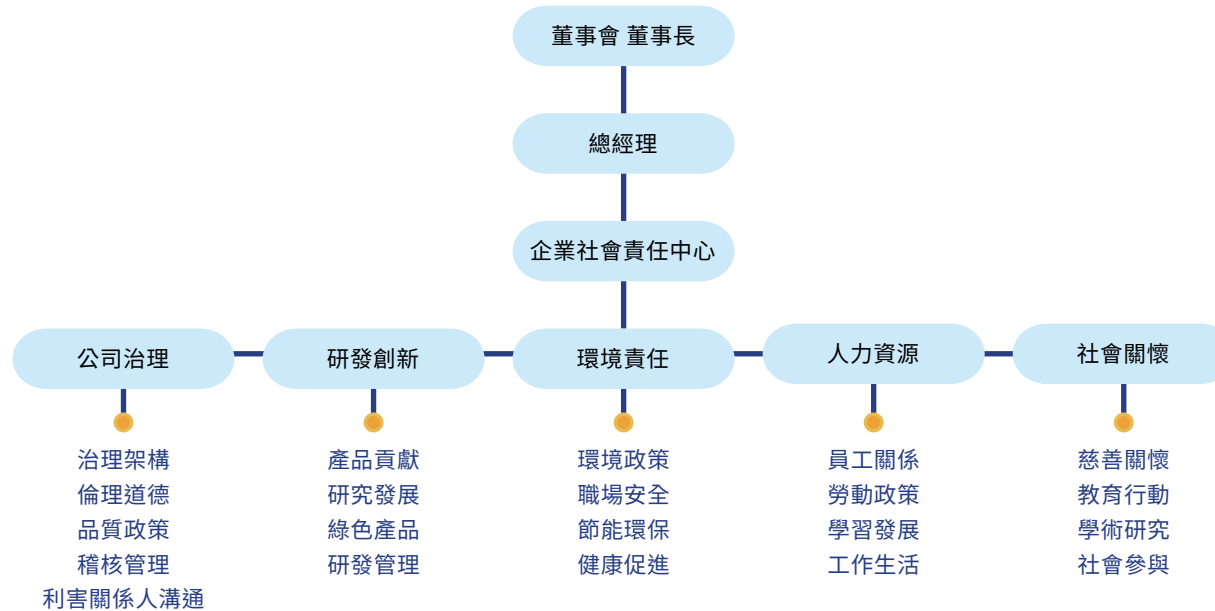 董事會 董事長
總經理
企業社會責任中心
公司治理
研發創新
環境責任
人力資源
社會關懷
治理架構
倫理道德
品質政策
稽核管理
利害關係人溝通
產品貢獻
研究發展
綠色產品
研發管理
環境政策
職場安全
節能環保
健康促進
員工關係
勞動政策
學習發展
工作生活
慈善關懷
教育行動
學術研究
社會參與